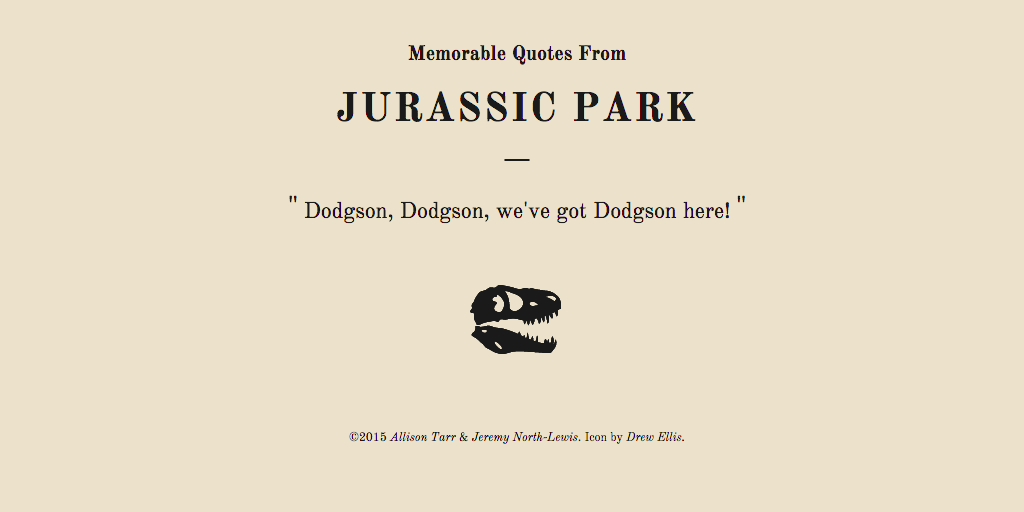 Memorable Quotes From
JURASSIC PARK
—
" Dodgson, Dodgson, we've got Dodgson here! "
©2015 Allison Tarr & Jeremy North-Lewis. Icon by Drew Ellis.